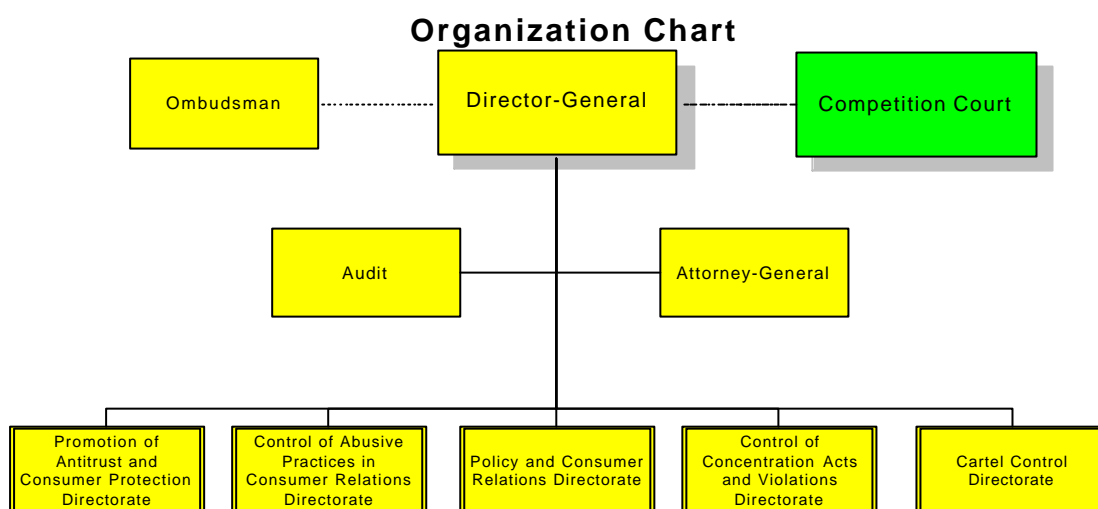 Organization Chart
Ombudsman
Director-General
Competition Court
Audit
Attorney-General
Promotion of
Antitrust and
Consumer Protection
Directorate
Control of Abusive
Practices in
Consumer Relations
Directorate
Policy and Consumer
Relations Directorate
Control of
Concentration Acts
and Violations
Directorate
Cartel Control
Directorate